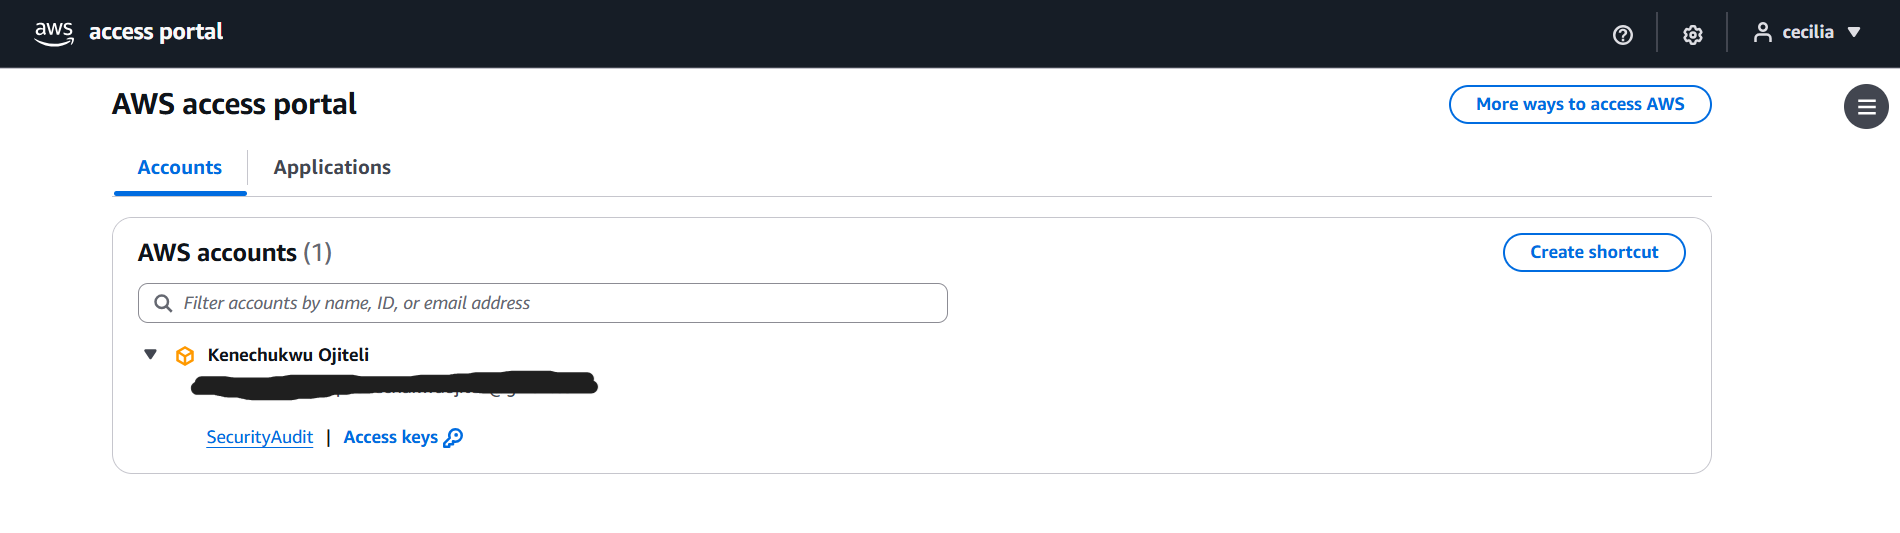 aws access portal
cecilia
AWS access portal
More ways to access AWS
Accounts
Applications
AWS accounts (1)
Create shortcut
Filter accounts by name, ID, or email address
Kenechukwu Ojiteli
SecurityAudit | Access keys